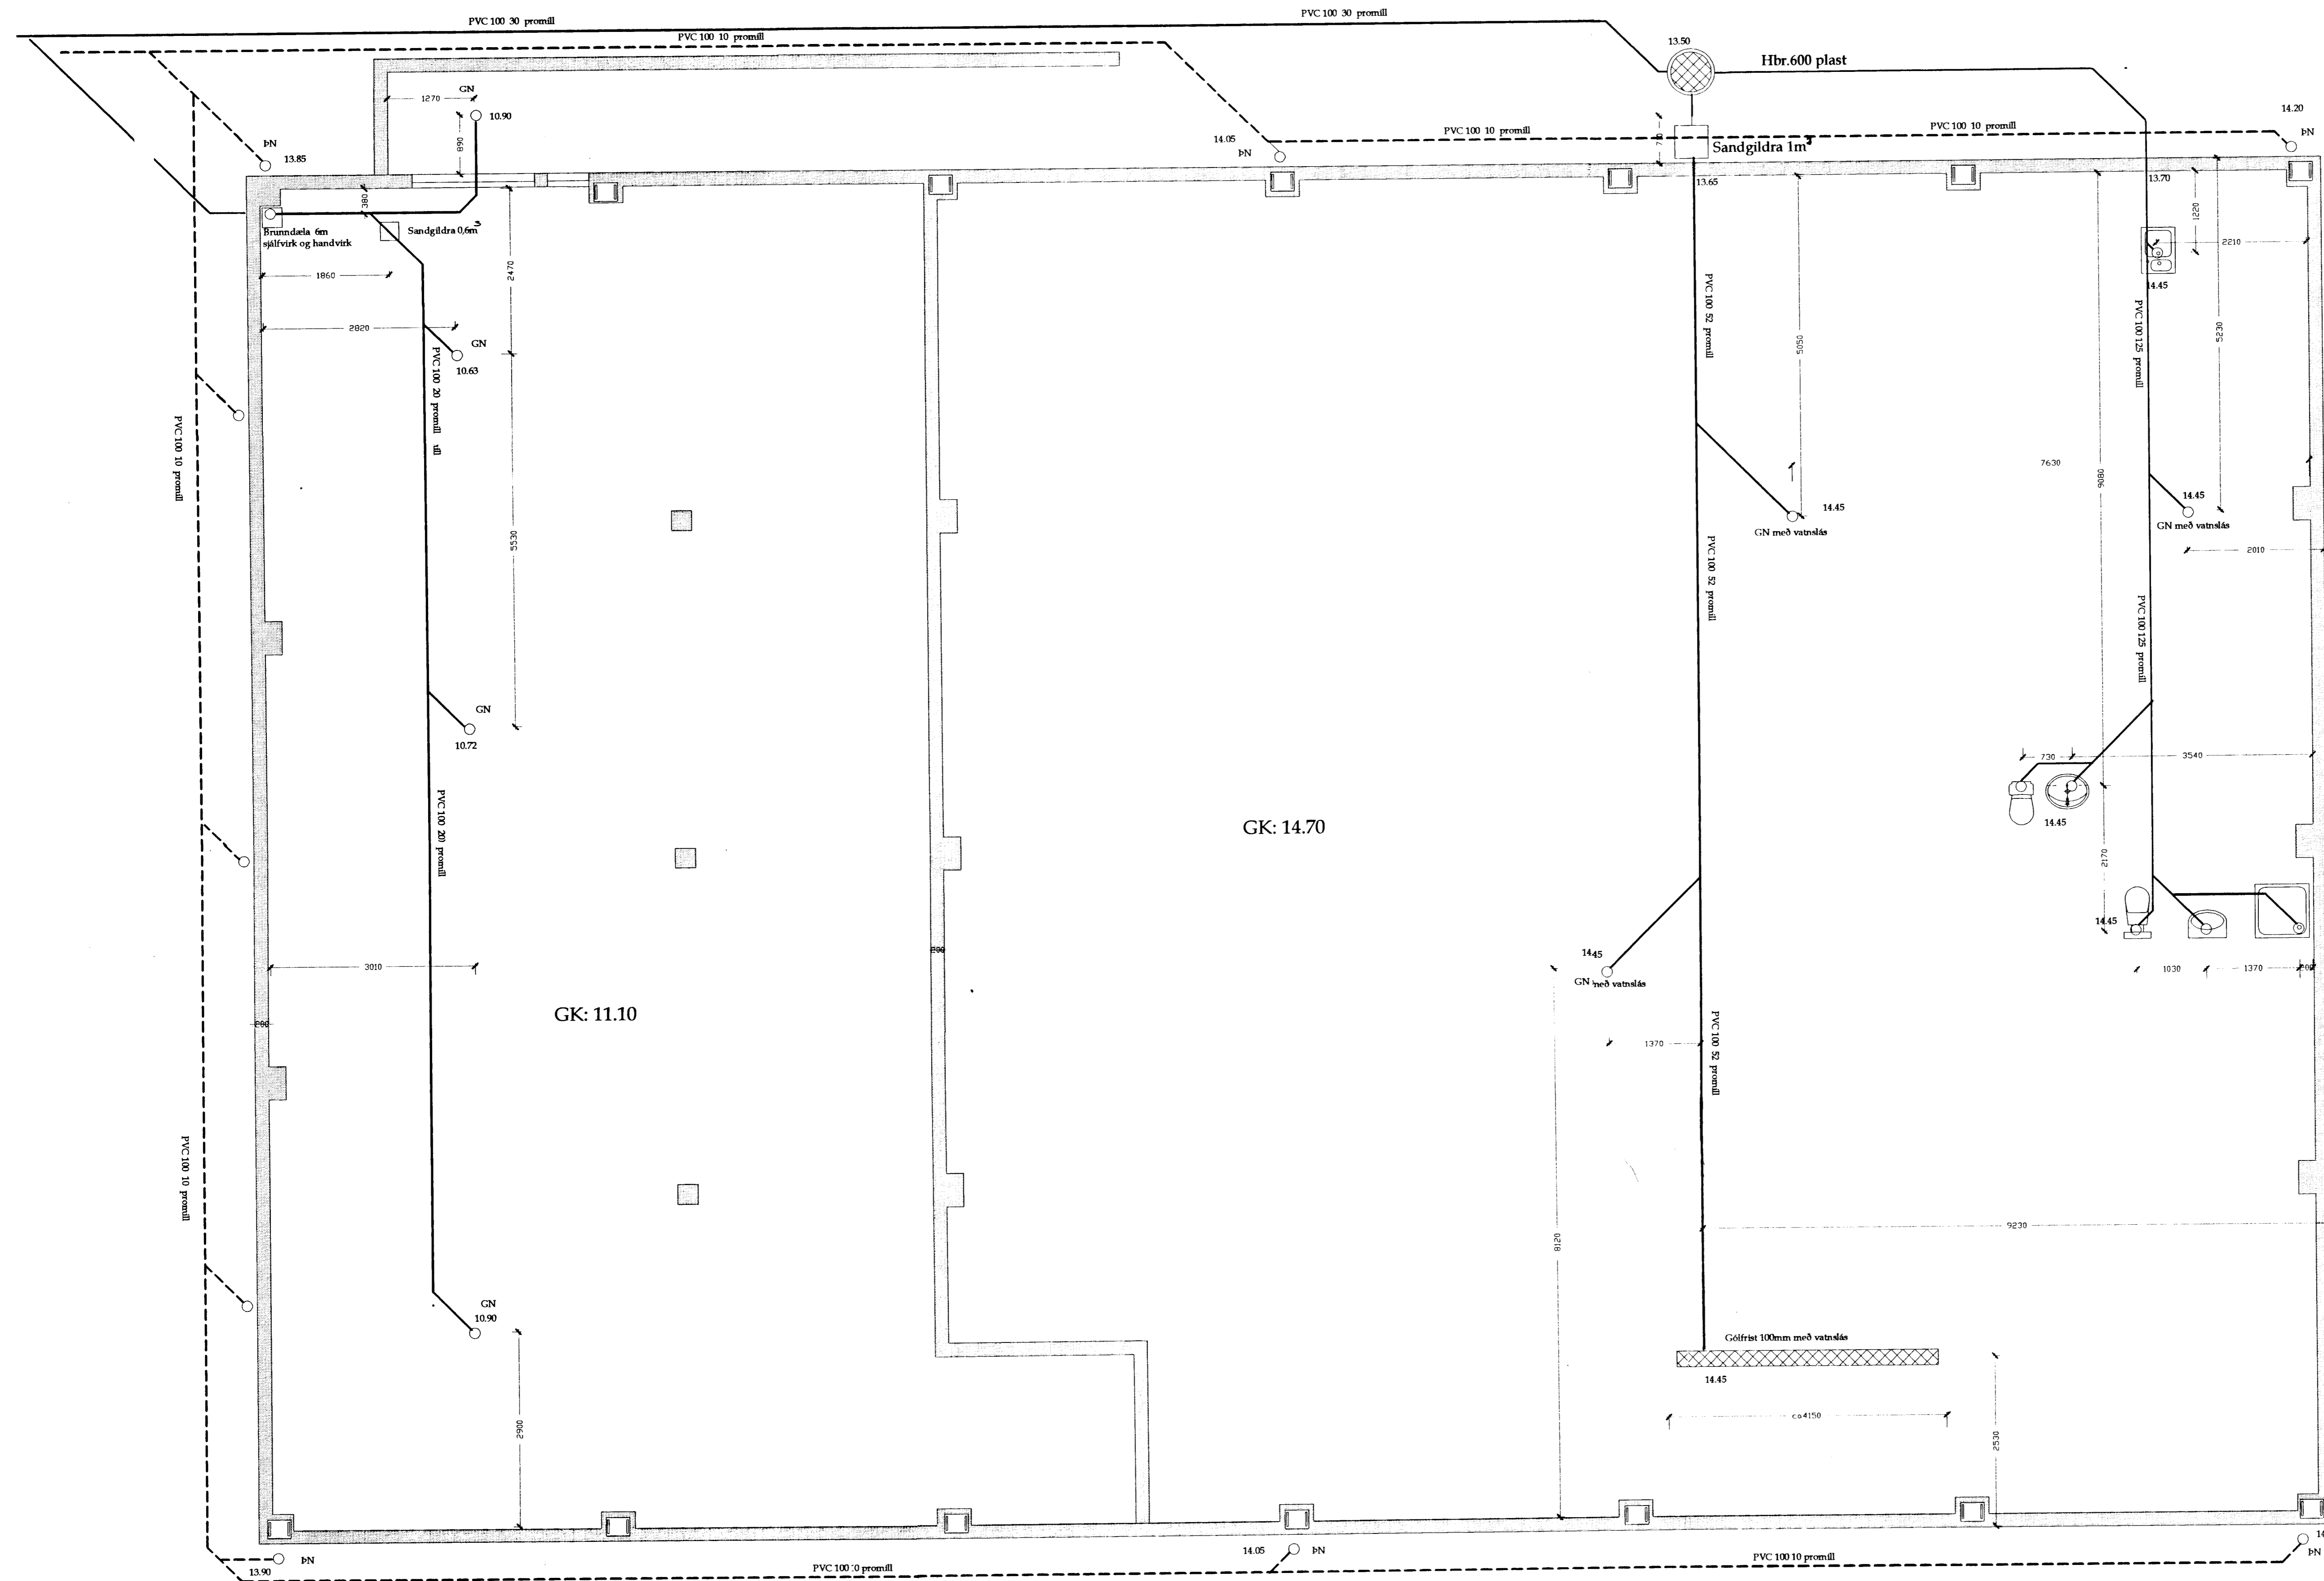 PVC 100 30 promill
PVC 100 30 promill
PVC 100 10 promill
13.50
Hbr.600 plast
GN
1270
10.90
890
ÞN
13.85
14.05
ÞN
PVC 100 10 promill
PVC 100 10 promill
14.20
ÞN
Sandgildra 1m³
13.65
13.70
380
Brunndæla 6m
sjálfvirk og handvirk
Sandgildra 0,6m³
1860
2470
2820
GN
10.63
PVC 100 20 promill
PVC 100 52 promill
5050
1220
2210
14.45
5230
PVC 100 125 promill
PVC 100 10 promill
7630
9080
14.45
GN með vatnslás
14.45
GN með vatnslás
5530
2010
PVC 100 52 promill
PVC 100 125 promill
GN
10.72
730
3540
PVC 100 20 promill
GK: 14.70
14.45
2170
14.45
200
14.45
GN með vatnslás
3010
1030
1370
200
GK: 11.10
200
1370
PVC 100 52 promill
PVC 100 10 promill
9230
8120
GN
10.90
Gólfrist 100mm með vatnslás
14.45
ca4150
2900
2530
ÞN
13.90
14.05
ÞN
PVC 100 10 promill
ÞN